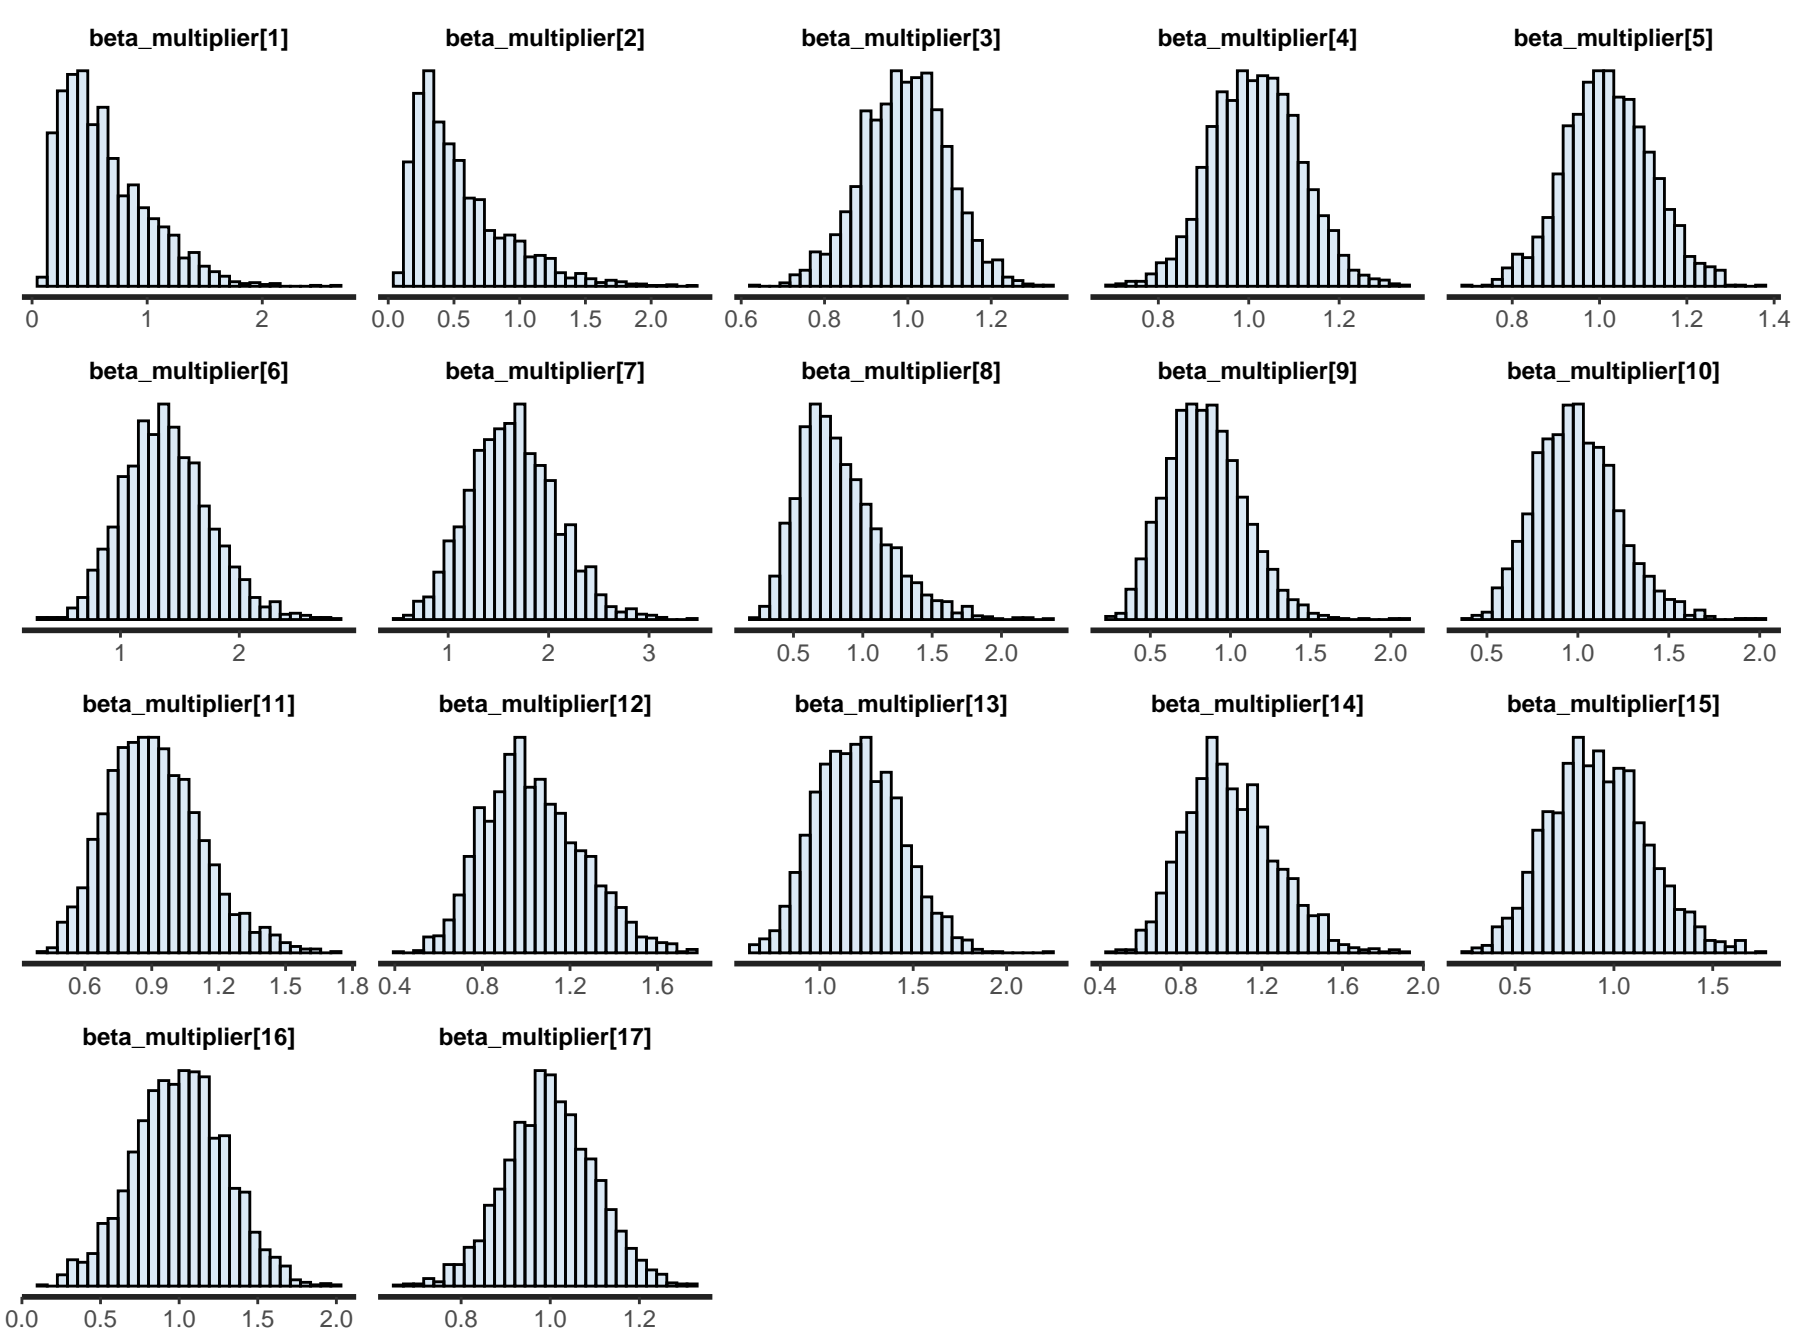 beta_multiplier[1] beta_multiplier[2] beta_multiplier[3] beta_multiplier[4] beta_multiplier[5]
0 1 2 0.0 0.5 1.0 1.5 2.0 0.6 0.8 1.0 1.2 0.8 1.0 1.2 0.8 1.0 1.2 1.4
beta_multiplier[6] beta_multiplier[7] beta_multiplier[8] beta_multiplier[9] beta_multiplier[10]
1 2 1 2 3 0.5 1.0 1.5 2.0 0.5 1.0 1.5 2.0 0.5 1.0 1.5 2.0
beta_multiplier[11] beta_multiplier[12] beta_multiplier[13] beta_multiplier[14] beta_multiplier[15]
0.6 0.9 1.2 1.5 1.8 0.4 0.8 1.2 1.6 1.0 1.5 2.0 0.4 0.8 1.2 1.6 2.0 0.5 1.0 1.5
beta_multiplier[16] beta_multiplier[17]
0.0 0.5 1.0 1.5 2.0 0.8 1.0 1.2